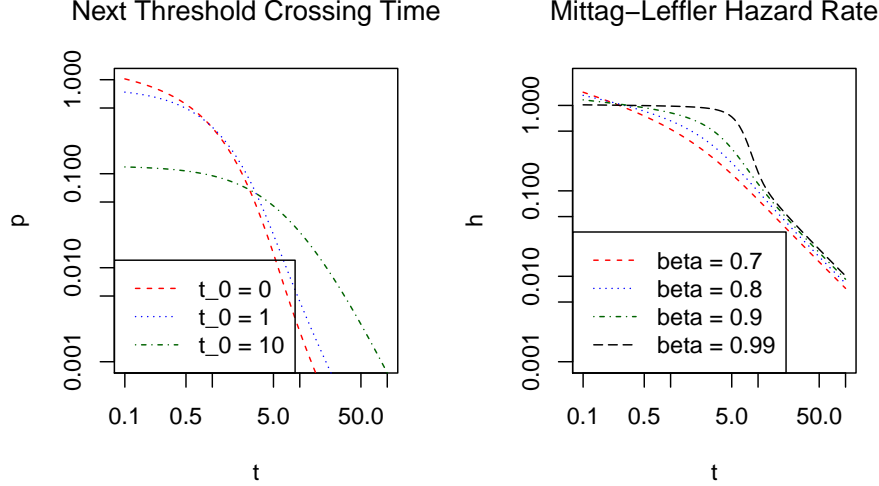 Next Threshold Crossing Time
p
1.000
0.100
0.010
0.001
t_0 = 0
t_0 = 1
t_0 = 10
0.1 0.5 5.0 50.0
t
Mittag−Leffler Hazard Rate
h
1.000
0.100
0.010
0.001
beta = 0.7
beta = 0.8
beta = 0.9
beta = 0.99
0.1 0.5 5.0 50.0
t